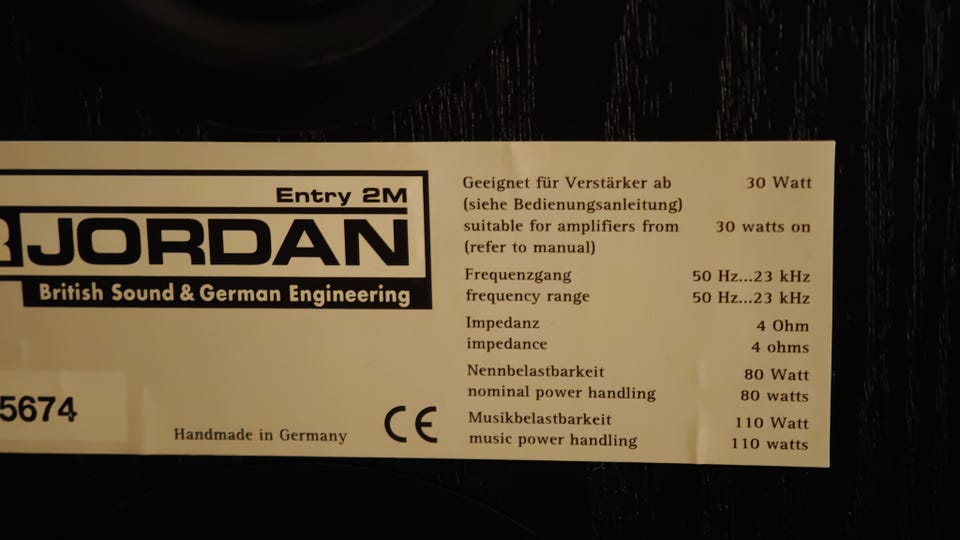 Entry 2M
JORDAN
British Sound & German Engineering
5674
Handmade in Germany
CE
Geeignet für Verstärker ab 30 Watt
(siehe Bedienungsanleitung)
suitable for amplifiers from 30 watts on
(refer to manual)
Frequenzgang 50 Hz...23 kHz
frequency range 50 Hz...23 kHz
Impedanz 4 Ohm
impedance 4 ohms
Nennbelastbarkeit 80 Watt
nominal power handling 80 watts
Musikbelastbarkeit 110 Watt
music power handling 110 watts